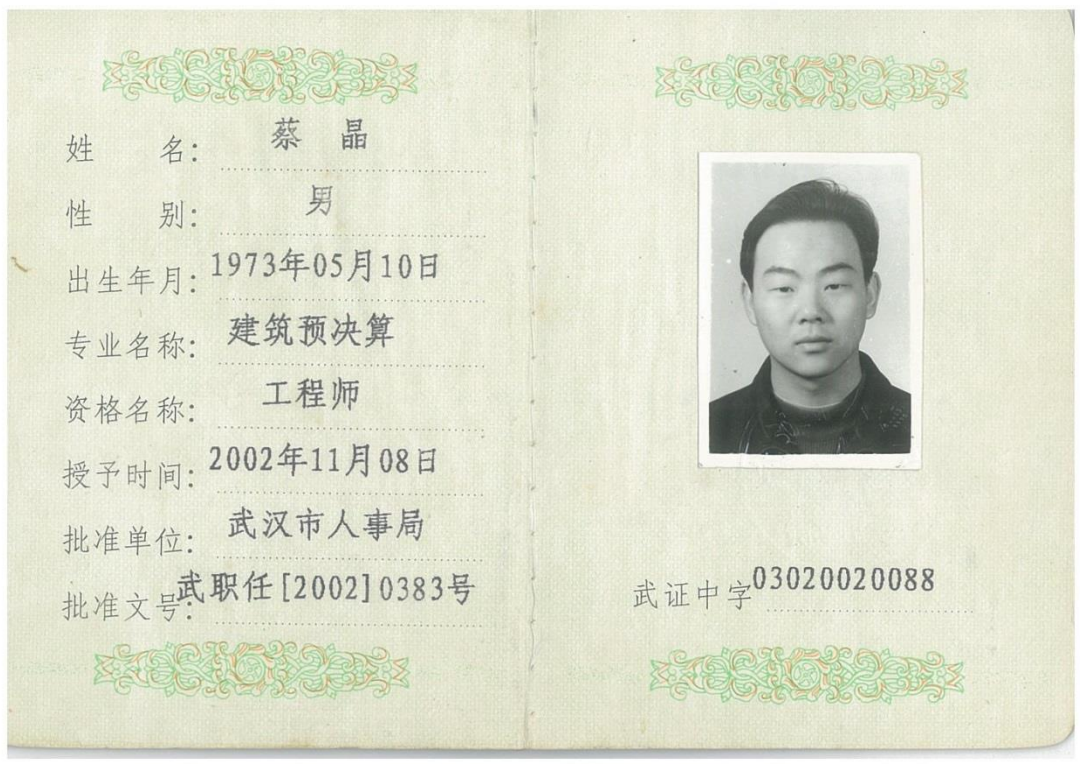 姓名：蔡晶
性别：男
出生年月：1973年05月10日
专业名称：建筑预决算
资格名称：工程师
授予时间：2002年11月08日
批准单位：武汉市人事局
批准文号：武职任[2002]0383号
武证中字03020020088